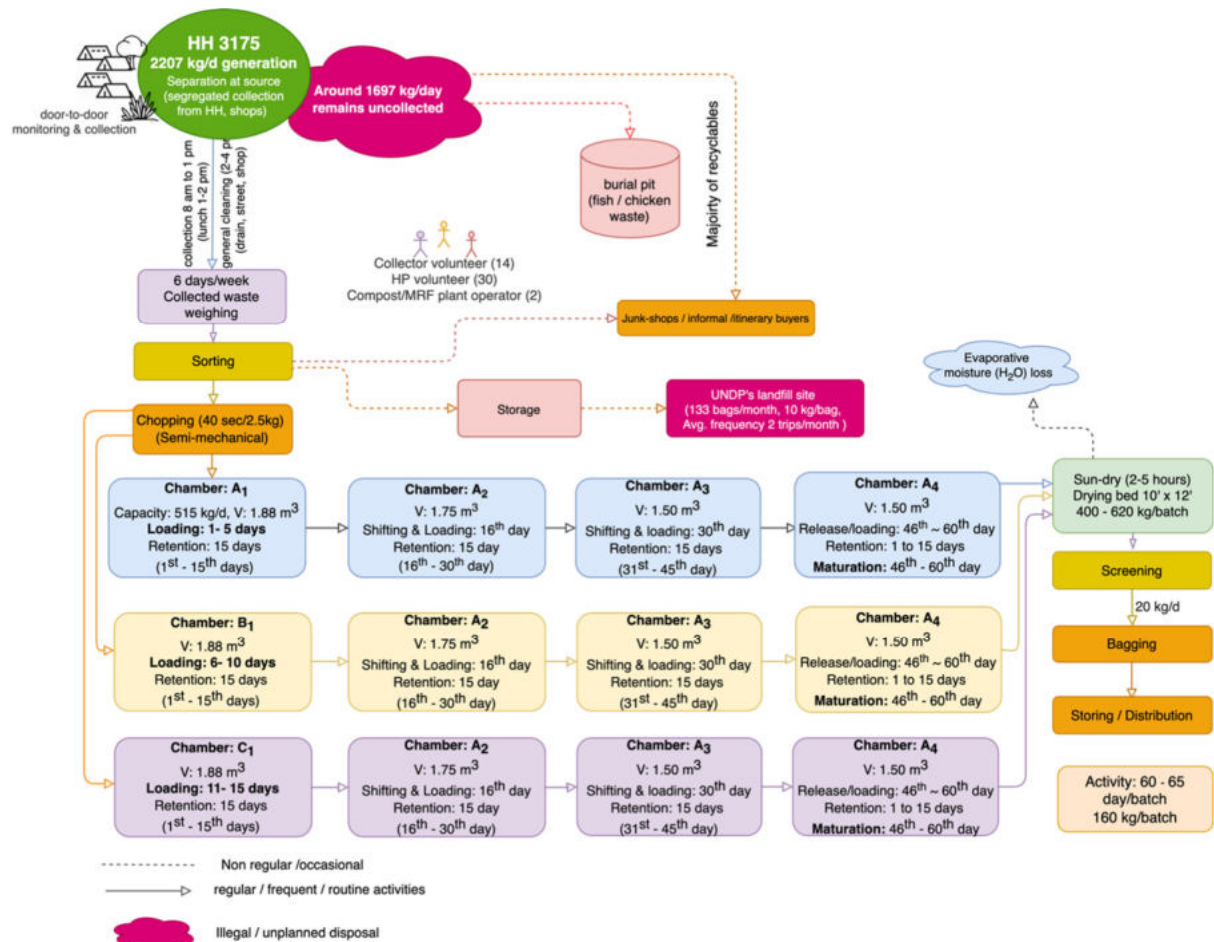 HH 3175
2207 kg/d generation
Separation at source
(segregated collection
from HH, shops)
Around 1697 kg/day
remains uncollected
door-to-door
monitoring & collection
collection 8 am to 1 pm
(lunch 1-2 pm)
general cleaning (2-4
(drain, street, shop)
burial pit
(fish / chicken
waste)
Majoirty of recyclables
Collector volunteer (14)
HP volunteer (30)
Compost/MRF plant operator (2)
6 days/week
Collected waste
weighing
Junk-shops / informal /itinerary buyers
Sorting
Evaporative
moisture (H2O) loss
Storage
UNDP's landfill site
(133 bags/month, 10 kg/bag,
Avg. frequency 2 trips/month )
Chopping (40 sec/2.5kg)
(Semi-mechanical)
Chamber: A1
Capacity: 515 kg/d, V: 1.88 m3
Loading: 1- 5 days
Retention: 15 days
(1st - 15th days)
Chamber: A2
V: 1.75 m3
Shifting & Loading: 16th day
Retention: 15 day
(16th - 30th day)
Chamber: A3
V: 1.50 m3
Shifting & loading: 30th day
Retention: 15 days
(31st - 45th day)
Chamber: A4
V: 1.50 m3
Release/loading: 46th ~ 60th day
Retention: 1 to 15 days
Maturation: 46th - 60th day
Sun-dry (2-5 hours)
Drying bed 10' x 12'
400 - 620 kg/batch
Screening
20 kg/d
Bagging
Storing / Distribution
Chamber: B1
V: 1.88 m3
Loading: 6- 10 days
Retention: 15 days
(1st - 15th days)
Chamber: A2
V: 1.75 m3
Shifting & Loading: 16th day
Retention: 15 day
(16th - 30th day)
Chamber: A3
V: 1.50 m3
Shifting & loading: 30th day
Retention: 15 days
(31st - 45th day)
Chamber: A4
V: 1.50 m3
Release/loading: 46th ~ 60th day
Retention: 1 to 15 days
Maturation: 46th - 60th day
Chamber: C1
V: 1.88 m3
Loading: 11- 15 days
Retention: 15 days
(1st - 15th days)
Chamber: A2
V: 1.75 m3
Shifting & Loading: 16th day
Retention: 15 day
(16th - 30th day)
Chamber: A3
V: 1.50 m3
Shifting & loading: 30th day
Retention: 15 days
(31st - 45th day)
Chamber: A4
V: 1.50 m3
Release/loading: 46th ~ 60th day
Retention: 1 to 15 days
Maturation: 46th - 60th day
Activity: 60 - 65
day/batch
160 kg/batch
Non regular /occasional
regular / frequent / routine activities
Illegal / unplanned disposal